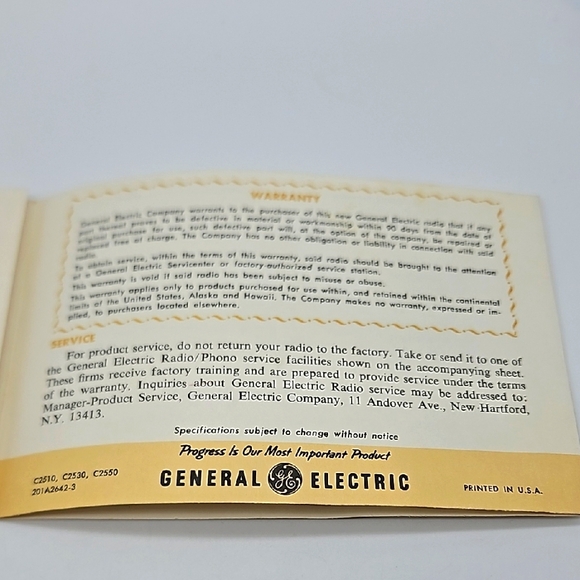 WARRANTY
General Electric Company warrants to the purchaser of this new General Electric radio that if any
part thereof proves to be defective in material or workmanship within 90 days from the date of
original purchase for use, such defective part will, at the option of the company, be repaired or
replaced free of charge. The Company has no other obligation or liability in connection with said
radio.
To obtain service, within the terms of this warranty, said radio should be brought to the attention
of a General Electric Servicenter or factory-authorized service station.
This warranty is void if said radio has been subject to misuse or abuse.
This warranty applies only to products purchased for use within, and retained within the continental
limits of the United States, Alaska and Hawaii. The Company makes no warranty, expressed or im-
plied, to purchasers located elsewhere.
SERVICE
For product service, do not return your radio to the factory. Take or send it to one of
the General Electric Radio/Phono service facilities shown on the accompanying sheet.
These firms receive factory training and are prepared to provide service under the terms
of the warranty. Inquiries about General Electric Radio service may be addressed to:
Manager-Product Service, General Electric Company, 11 Andover Ave., New Hartford,
N.Y. 13413.
Specifications subject to change without notice
Progress Is Our Most Important Product
GENERAL GE ELECTRIC
C2510, C2530, C2550
201A2642-3
PRINTED IN U.S.A.